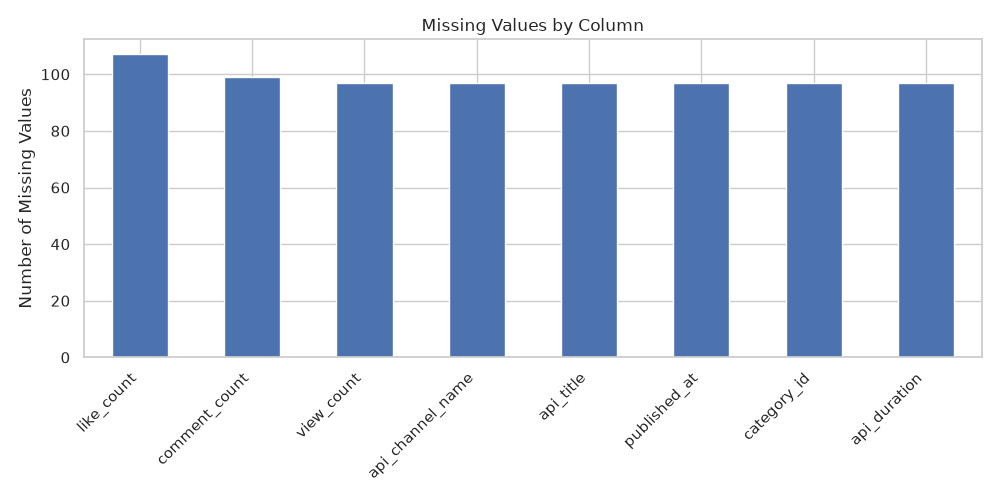 Missing Values by Column
Number of Missing Values
100
80
60
40
20
0
like_count
comment_count
view_count
api_channel_name
api_title
published_at
category_id
api_duration